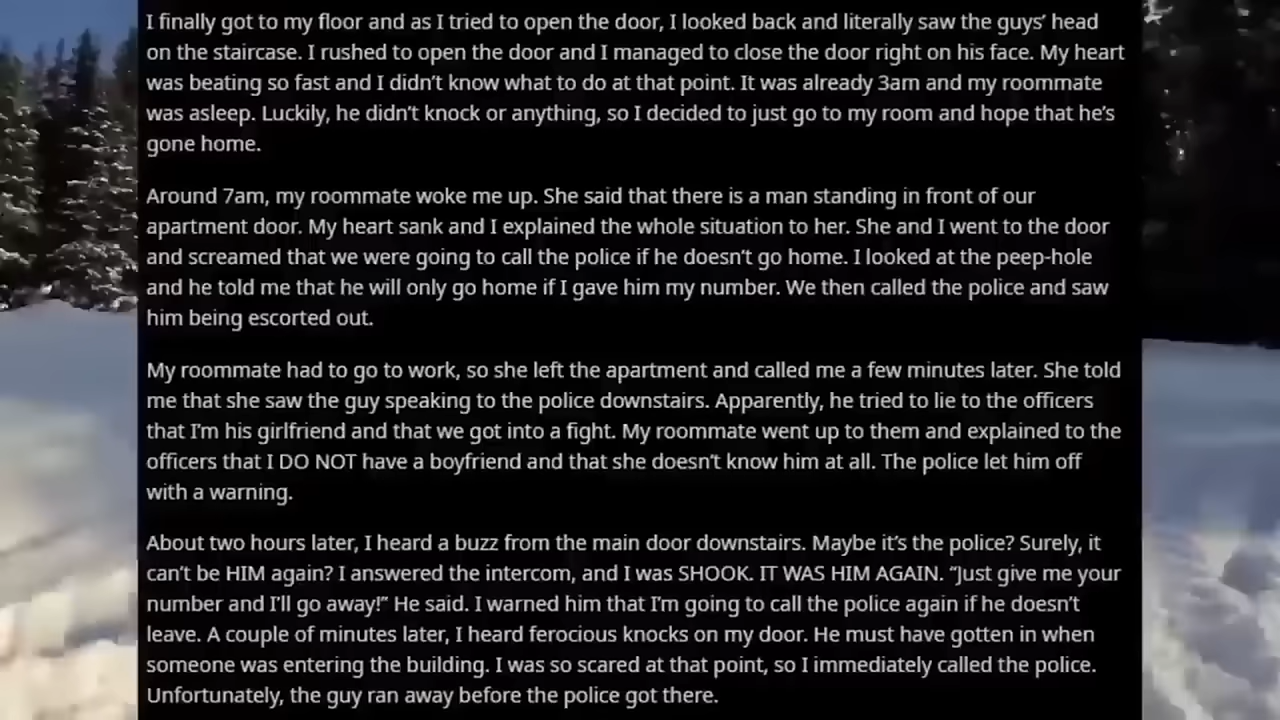 I finally got to my floor and as I tried to open the door, I looked back and literally saw the guys’ head
on the staircase. I rushed to open the door and I managed to close the door right on his face. My heart
was beating so fast and I didn’t know what to do at that point. It was already 3am and my roommate
was asleep. Luckily, he didn’t knock or anything, so I decided to just go to my room and hope that he’s
gone home.
Around 7am, my roommate woke me up. She said that there is a man standing in front of our
apartment door. My heart sank and I explained the whole situation to her. She and I went to the door
and screamed that we were going to call the police if he doesn’t go home. I looked at the peep-hole
and he told me that he will only go home if I gave him my number. We then called the police and saw
him being escorted out.
My roommate had to go to work, so she left the apartment and called me a few minutes later. She told
me that she saw the guy speaking to the police downstairs. Apparently, he tried to lie to the officers
that I’m his girlfriend and that we got into a fight. My roommate went up to them and explained to the
officers that I DO NOT have a boyfriend and that she doesn’t know him at all. The police let him off
with a warning.
About two hours later, I heard a buzz from the main door downstairs. Maybe it’s the police? Surely, it
can’t be HIM again? I answered the intercom, and I was SHOOK. IT WAS HIM AGAIN. “Just give me your
number and I’ll go away!” He said. I warned him that I’m going to call the police again if he doesn’t
leave. A couple of minutes later, I heard ferocious knocks on my door. He must have gotten in when
someone was entering the building. I was so scared at that point, so I immediately called the police.
Unfortunately, the guy ran away before the police got there.